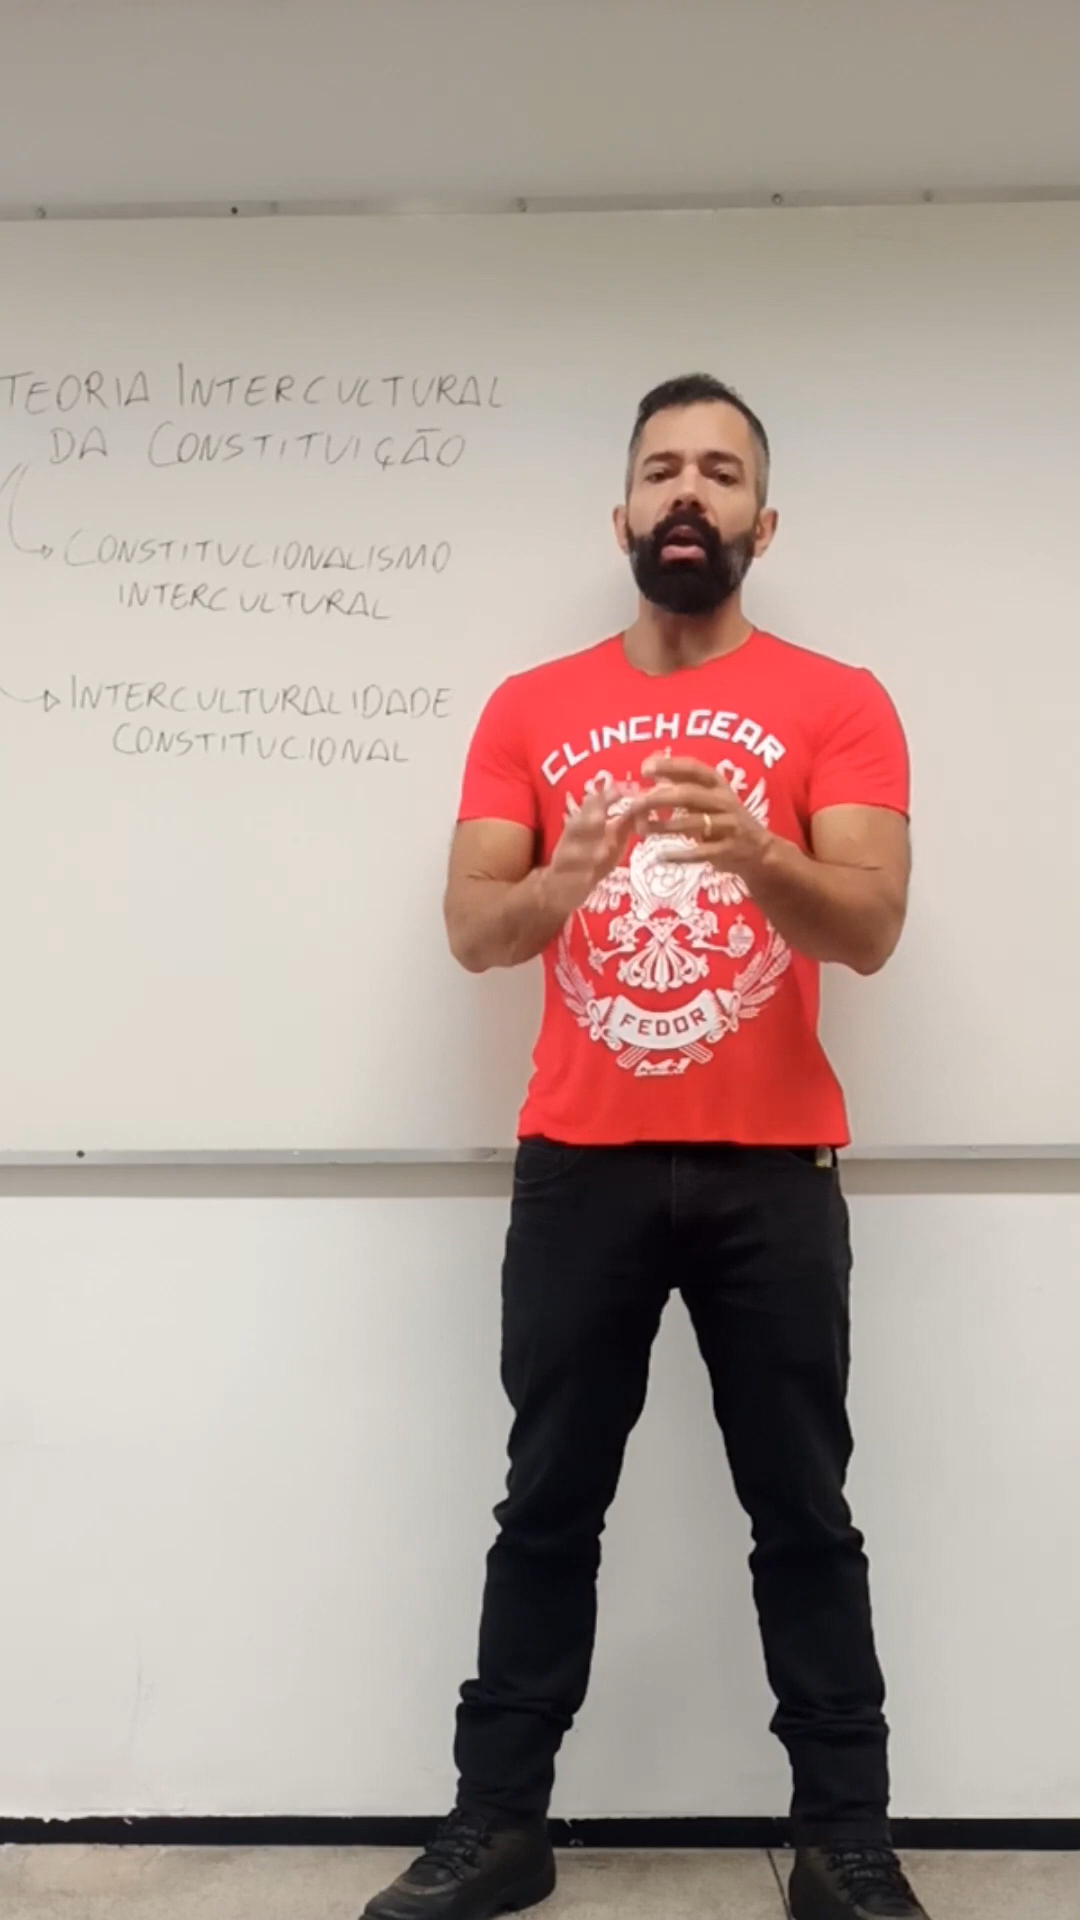 TEORIA INTERCULTURAL
DA CONSTITUIÇÃO
CONSTITUCIONALISMO
INTERCULTURAL
INTERCULTURALIDADE
CONSTITUCIONAL
CLINCH GEAR
FEDOR